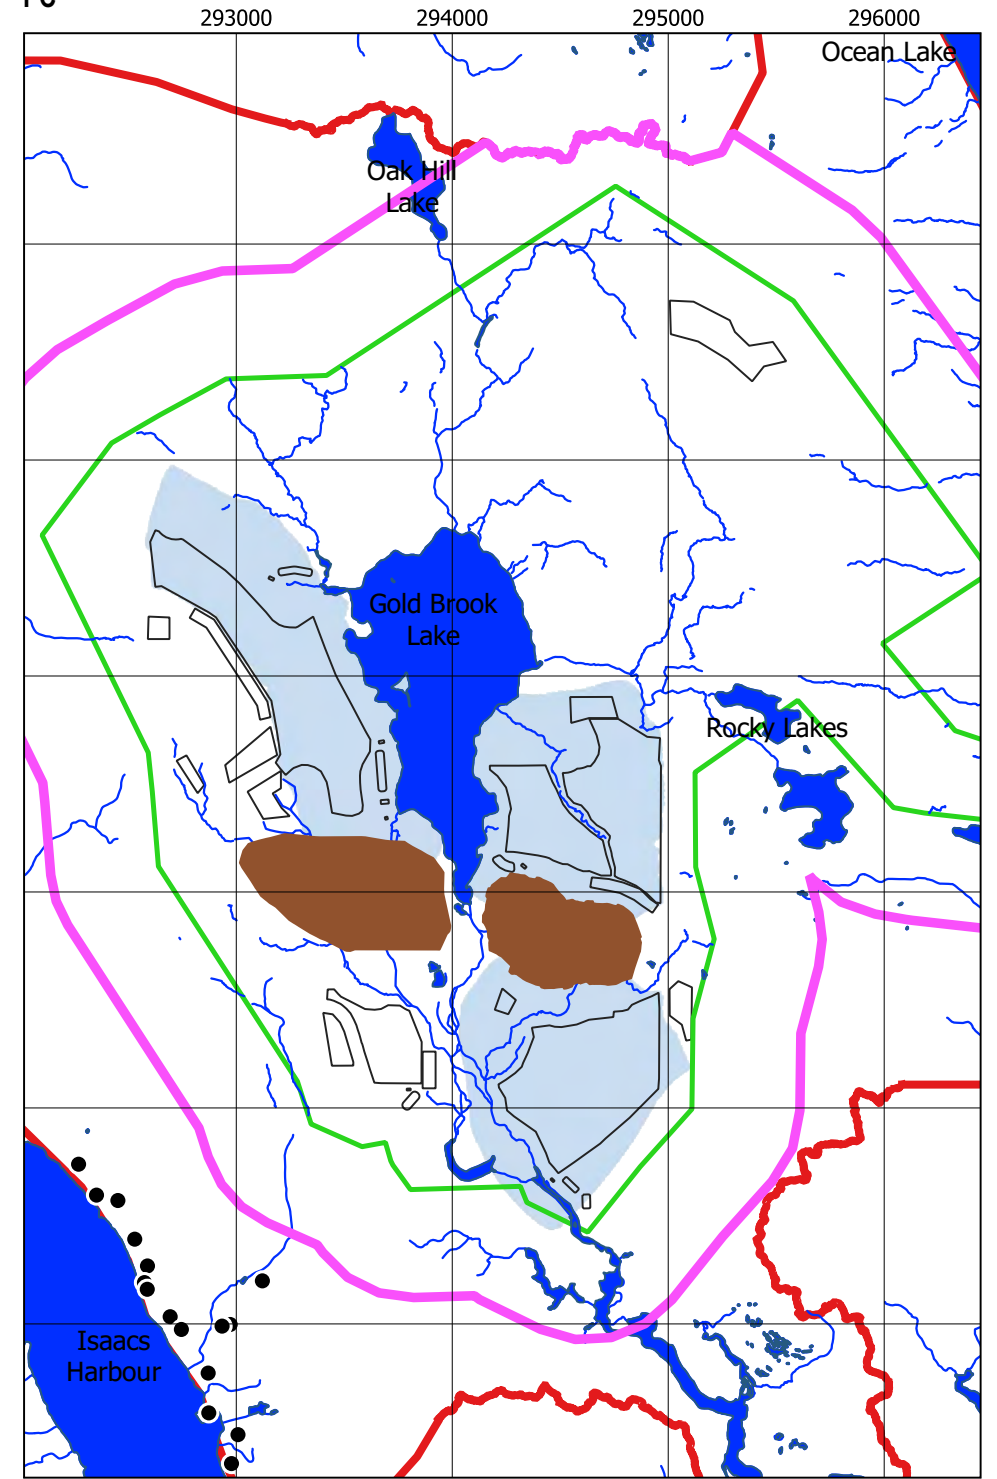 293000 294000 295000 296000
Ocean Lake
Oak Hill
Lake
Gold Brook
Lake
Rocky Lakes
Isaacs
Harbour